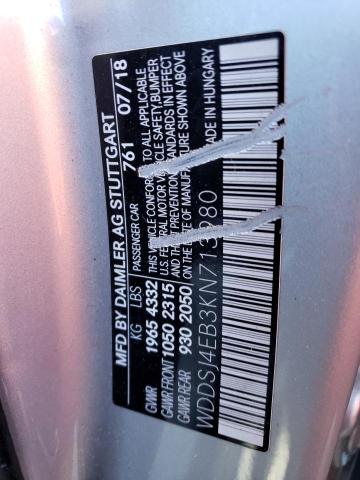 MFD BY DAIMLER AG STUTTGART 761 07/18
PASSENGER CAR
KG LBS
GVWR 1965 4332
GAWR FRONT 1050 2315
GAWR REAR 930 2050
THIS VEHICLE CONFORMS TO ALL APPLICABLE
U.S. FEDERAL MOTOR VEHICLE SAFETY, BUMPER
AND THEFT PREVENTION STANDARDS IN EFFECT
ON THE DATE OF MANUFACTURE SHOWN ABOVE
WDDSJ4EB3KN713980 MADE IN HUNGARY